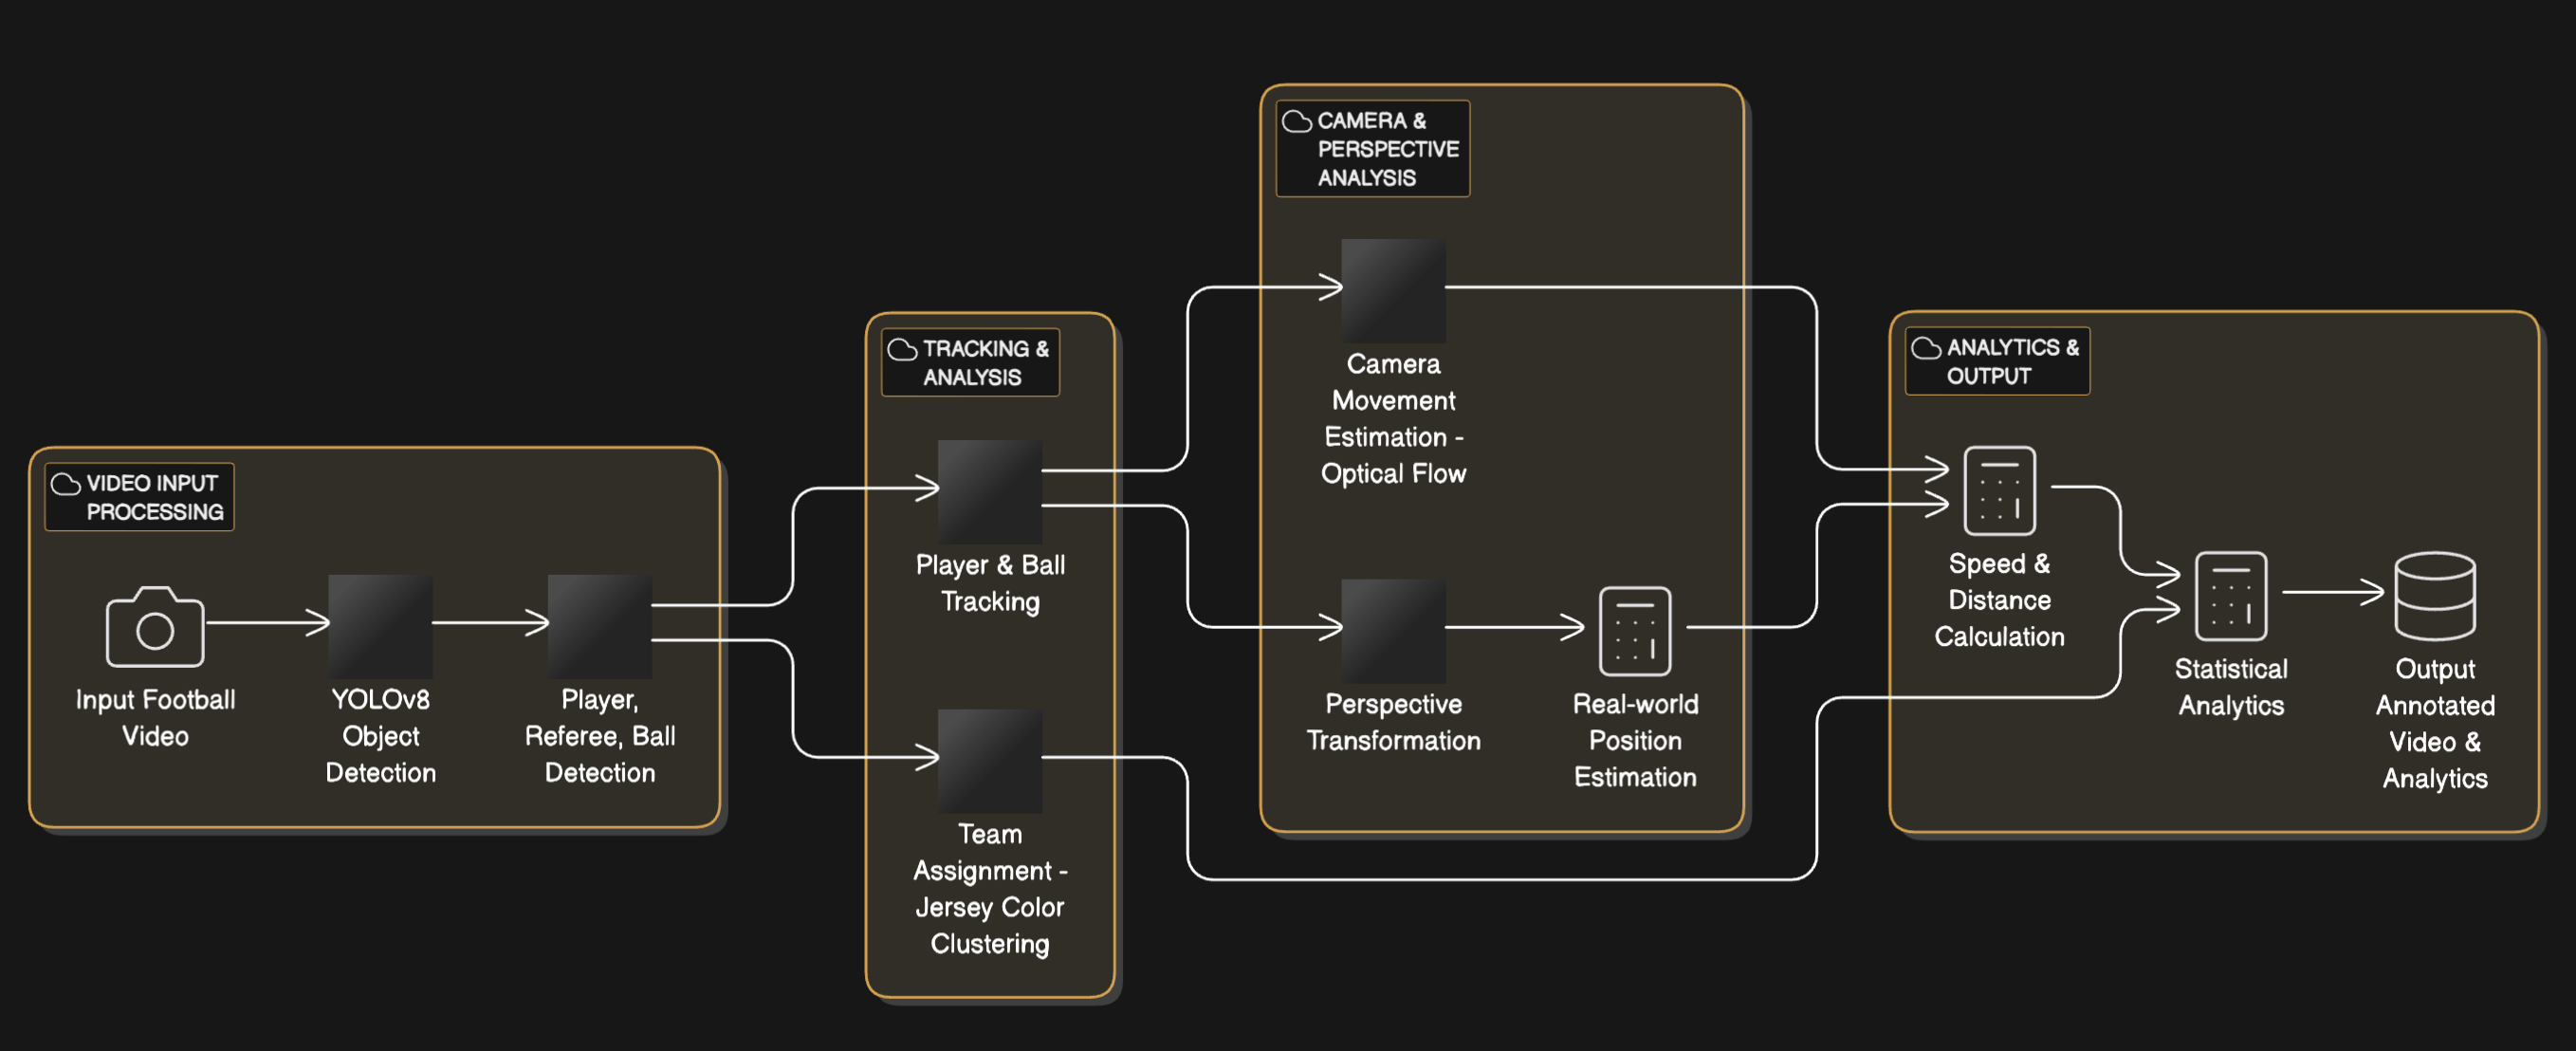 VIDEO INPUT
PROCESSING
Input Football
Video
YOLOv8
Object
Detection
Player,
Referee, Ball
Detection
TRACKING &
ANALYSIS
Player & Ball
Tracking
Team
Assignment -
Jersey Color
Clustering
CAMERA &
PERSPECTIVE
ANALYSIS
Camera
Movement
Estimation -
Optical Flow
Perspective
Transformation
Real-world
Position
Estimation
ANALYTICS &
OUTPUT
Speed &
Distance
Calculation
Statistical
Analytics
Output
Annotated
Video &
Analytics